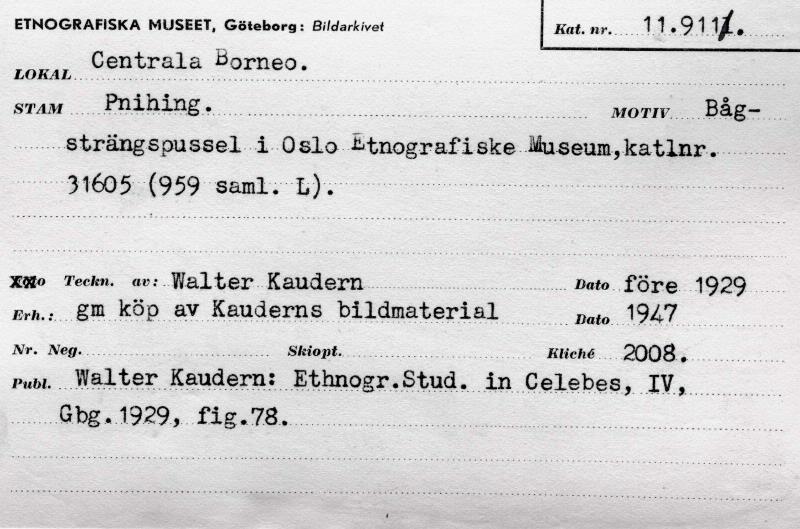 ETNOGRAFISKA MUSEET, Göteborg: Bildarkivet
Kat. nr. 11.9111.
LOKAL Centrala Borneo.
STAM Pnihing. MOTIV Båg-
strängspussel i Oslo Etnografiske Museum,katlnr.
31605 (959 saml. L).
Teckn. av: Walter Kaudern Dato före 1929
Erh.: gm köp av Kauderns bildmaterial Dato 1947
Nr. Neg. Skiopt. Kliché 2008.
Publ. Walter Kaudern: Ethnogr.Stud. in Celebes, IV,
Gbg.1929, fig.78.